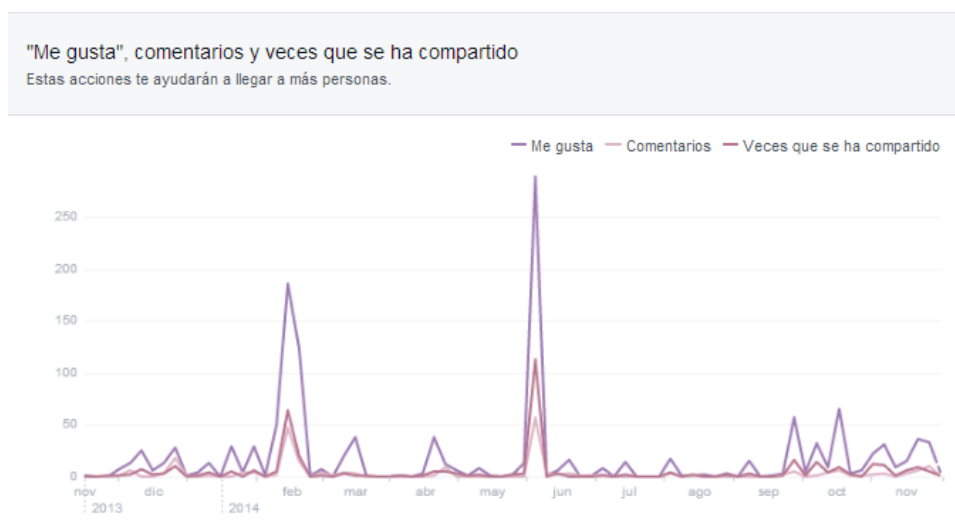 "Me gusta", comentarios y veces que se ha compartido
Estas acciones te ayudarán a llegar a más personas.
Me gusta Comentarios Veces que se ha compartido
250
200
150
100
50
0
nov dic feb mar abr may jun jul ago sep oct nov
2013 2014